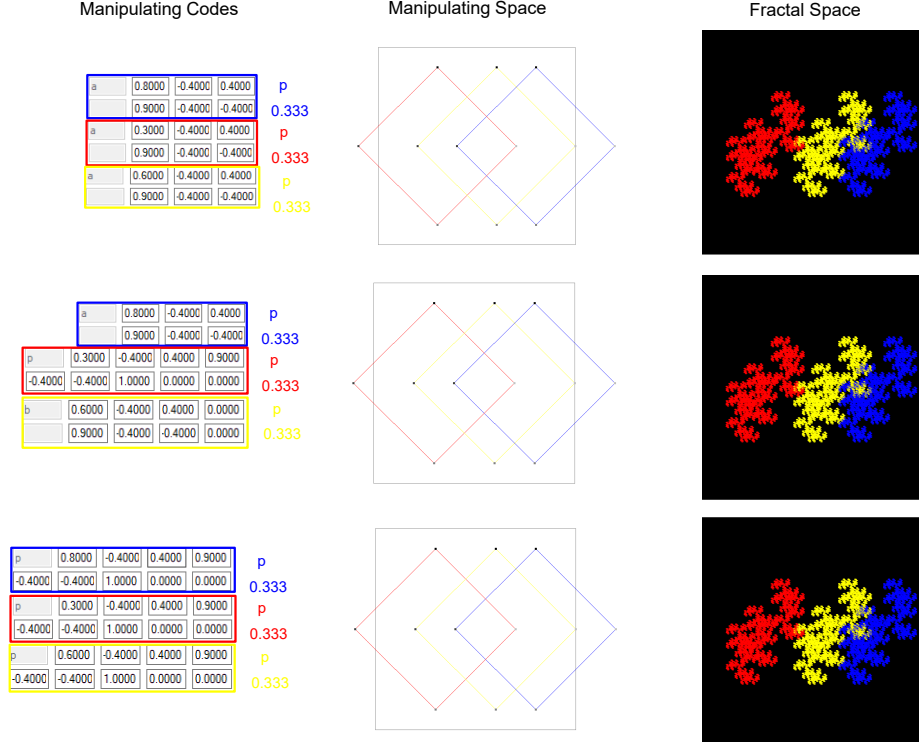 Manipulating Codes Manipulating Space Fractal Space
a 0.8000 -0.4000 0.4000 p
0.9000 -0.4000 -0.4000 0.333
a 0.3000 -0.4000 0.4000 p
0.9000 -0.4000 -0.4000 0.333
a 0.6000 -0.4000 0.4000 p
0.9000 -0.4000 -0.4000 0.333
a 0.8000 -0.4000 0.4000 p
0.9000 -0.4000 -0.4000 0.333
p 0.3000 -0.4000 0.4000 0.9000 p
-0.4000 -0.4000 1.0000 0.0000 0.0000 0.333
b 0.6000 -0.4000 0.4000 0.0000 p
0.9000 -0.4000 -0.4000 0.0000 0.333
p 0.8000 -0.4000 0.4000 0.9000 p
-0.4000 -0.4000 1.0000 0.0000 0.0000 0.333
p 0.3000 -0.4000 0.4000 0.9000 p
-0.4000 -0.4000 1.0000 0.0000 0.0000 0.333
p 0.6000 -0.4000 0.4000 0.9000 p
-0.4000 -0.4000 1.0000 0.0000 0.0000 0.333